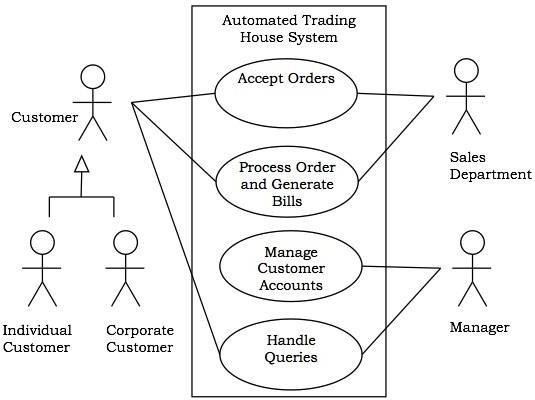 Automated Trading
House System
Customer
Accept Orders
Sales
Department
Process Order
and Generate
Bills
Manage
Customer
Accounts
Individual
Customer
Corporate
Customer
Manager
Handle
Queries